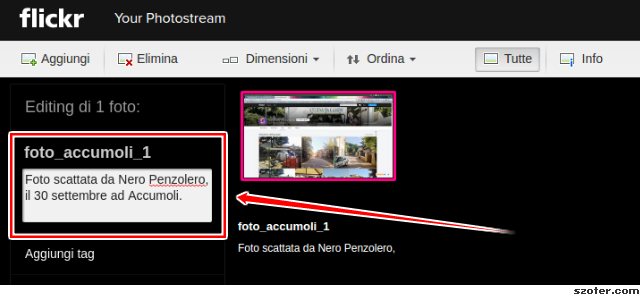 flickr Your Photostream
Aggiungi Elimina Dimensioni Ordina Tutte Info
Editing di 1 foto:
foto_accumoli_1
Foto scattata da Nero Penzolero,
il 30 settembre ad Accumoli.
foto_accumoli_1
Foto scattata da Nero Penzolero,
Aggiungi tag
szoter.com